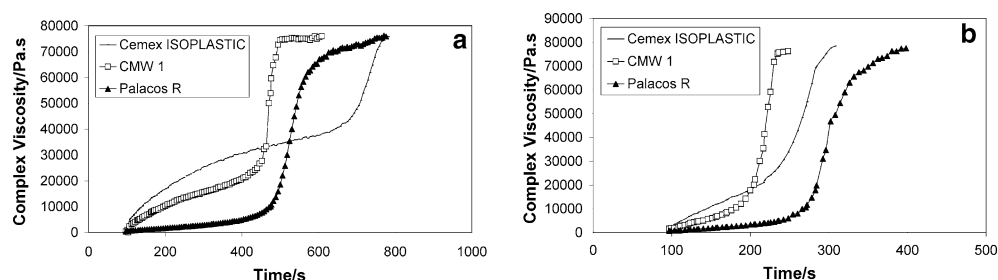 a
Complex Viscosity/Pa.s
80000
70000
60000
50000
40000
30000
20000
10000
0
Cemex ISOPLASTIC
CMW 1
Palacos R
0 200 400 600 800 1000
Time/s
b
Complex Viscosity/Pa.s
90000
80000
70000
60000
50000
40000
30000
20000
10000
0
Cemex ISOPLASTIC
CMW 1
Palacos R
0 100 200 300 400 500
Time/s